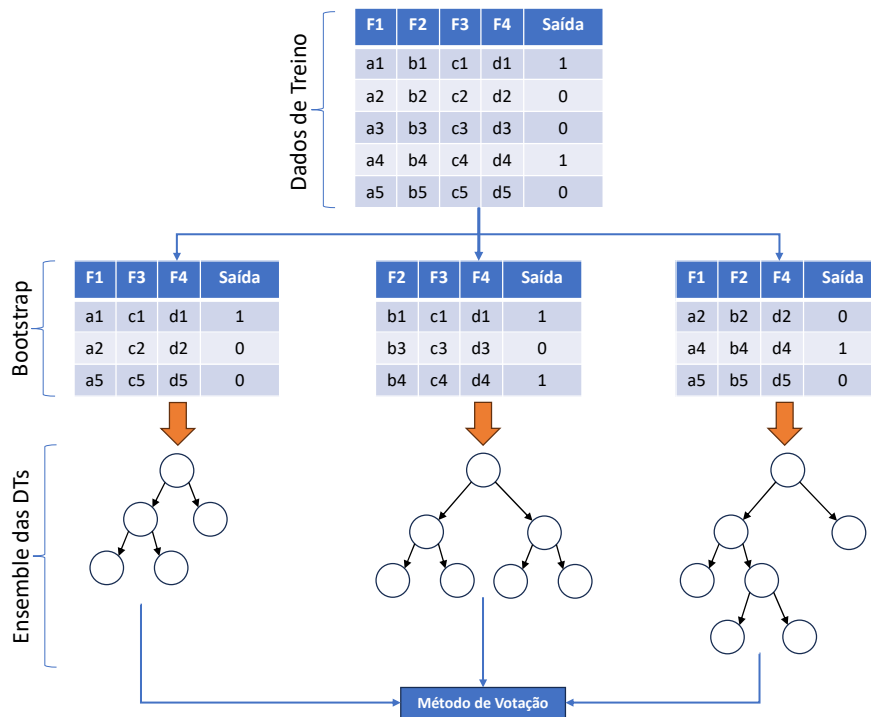 Dados de Treino
F1 F2 F3 F4 Saída
a1 b1 c1 d1 1
a2 b2 c2 d2 0
a3 b3 c3 d3 0
a4 b4 c4 d4 1
a5 b5 c5 d5 0
Bootstrap
F1 F3 F4 Saída
a1 c1 d1 1
a2 c2 d2 0
a5 c5 d5 0
F2 F3 F4 Saída
b1 c1 d1 1
b3 c3 d3 0
b4 c4 d4 1
F1 F2 F4 Saída
a2 b2 d2 0
a4 b4 d4 1
a5 b5 d5 0
Ensemble das DTs
Método de Votação